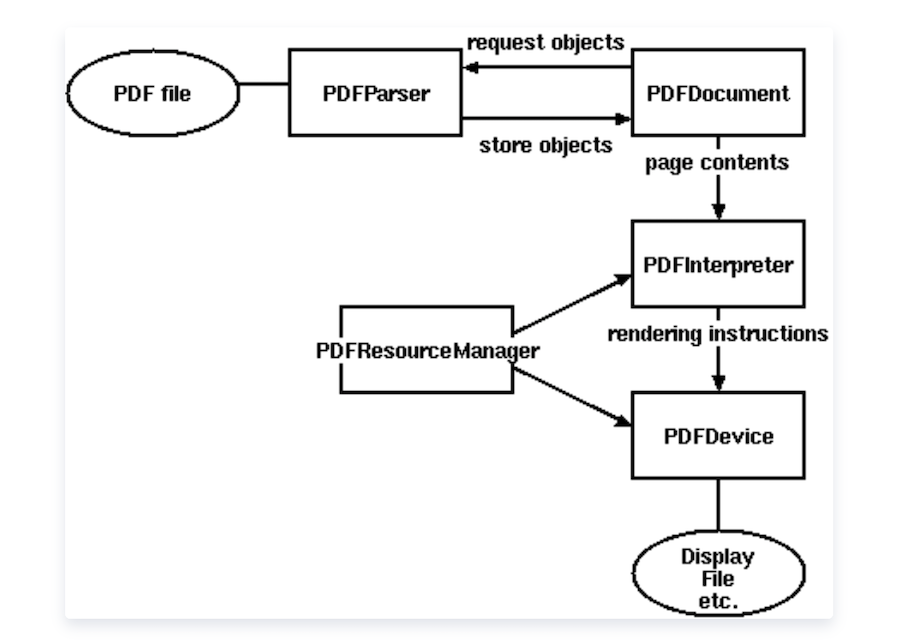 request objects
PDF file
PDFParser
PDFDocument
store objects
page contents
PDFInterpreter
rendering instructions
PDFResourceManager
PDFDevice
Display
File
etc.